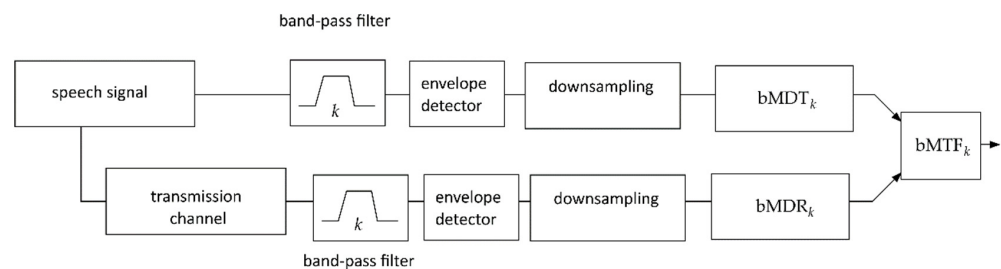 band-pass filter
speech signal
k
envelope
detector
downsampling
bMDTₖ
bMTFₖ
transmission
channel
k
envelope
detector
downsampling
bMDRₖ
band-pass filter